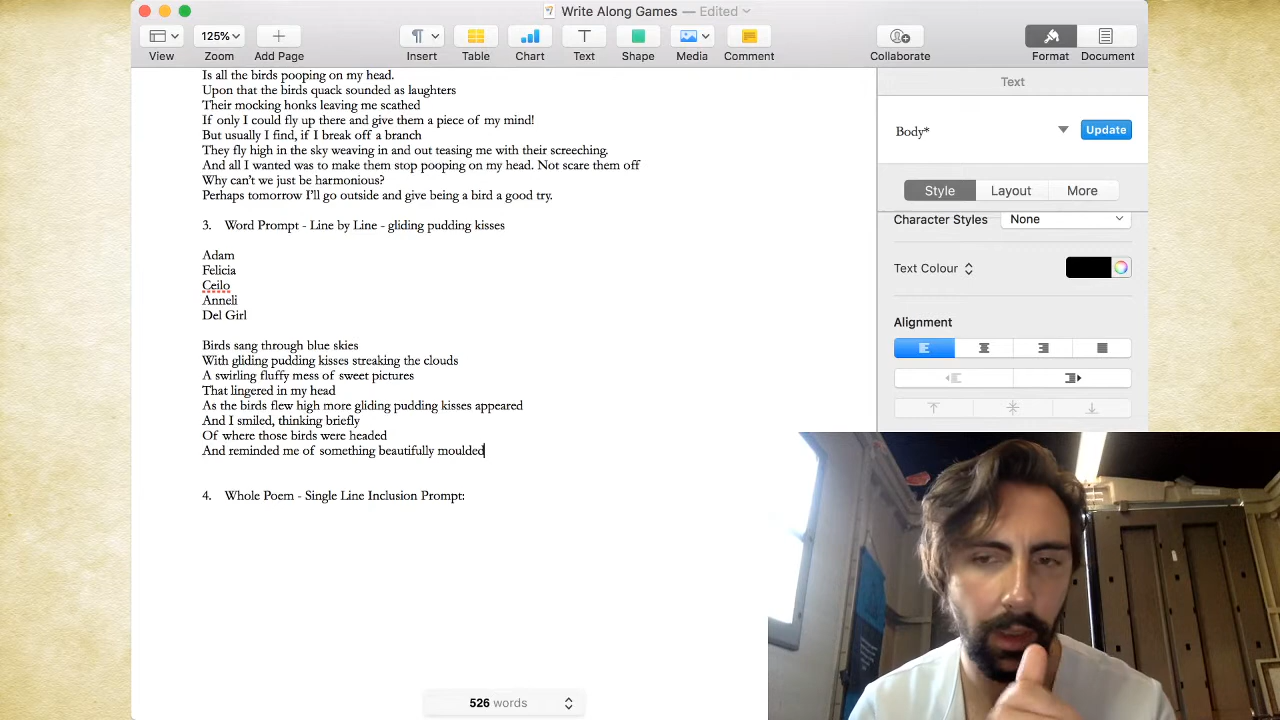 Write Along Games — Edited
125%
View
Zoom
Add Page
Insert
Table
Chart
Text
Shape
Media
Comment
Collaborate
Format
Document
Is all the birds pooping on my head.
Upon that the birds quack sounded as laughters
Their mocking honks leaving me scathed
If only I could fly up there and give them a piece of my mind!
But usually I find, if I break off a branch
They fly high in the sky weaving in and out teasing me with their screeching.
And all I wanted was to make them stop pooping on my head. Not scare them off
Why can't we just be harmonious?
Perhaps tomorrow I'll go outside and give being a bird a good try.
3. Word Prompt - Line by Line - gliding pudding kisses
Adam
Felicia
Ceilo
Anneli
Del Girl
Birds sang through blue skies
With gliding pudding kisses streaking the clouds
A swirling fluffy mess of sweet pictures
That lingered in my head
As the birds flew high more gliding pudding kisses appeared
And I smiled, thinking briefly
Of where those birds were headed
And reminded me of something beautifully moulded
4. Whole Poem - Single Line Inclusion Prompt:
526 words
Text
Body*
Update
Style
Layout
More
Character Styles
None
Text Colour
Alignment